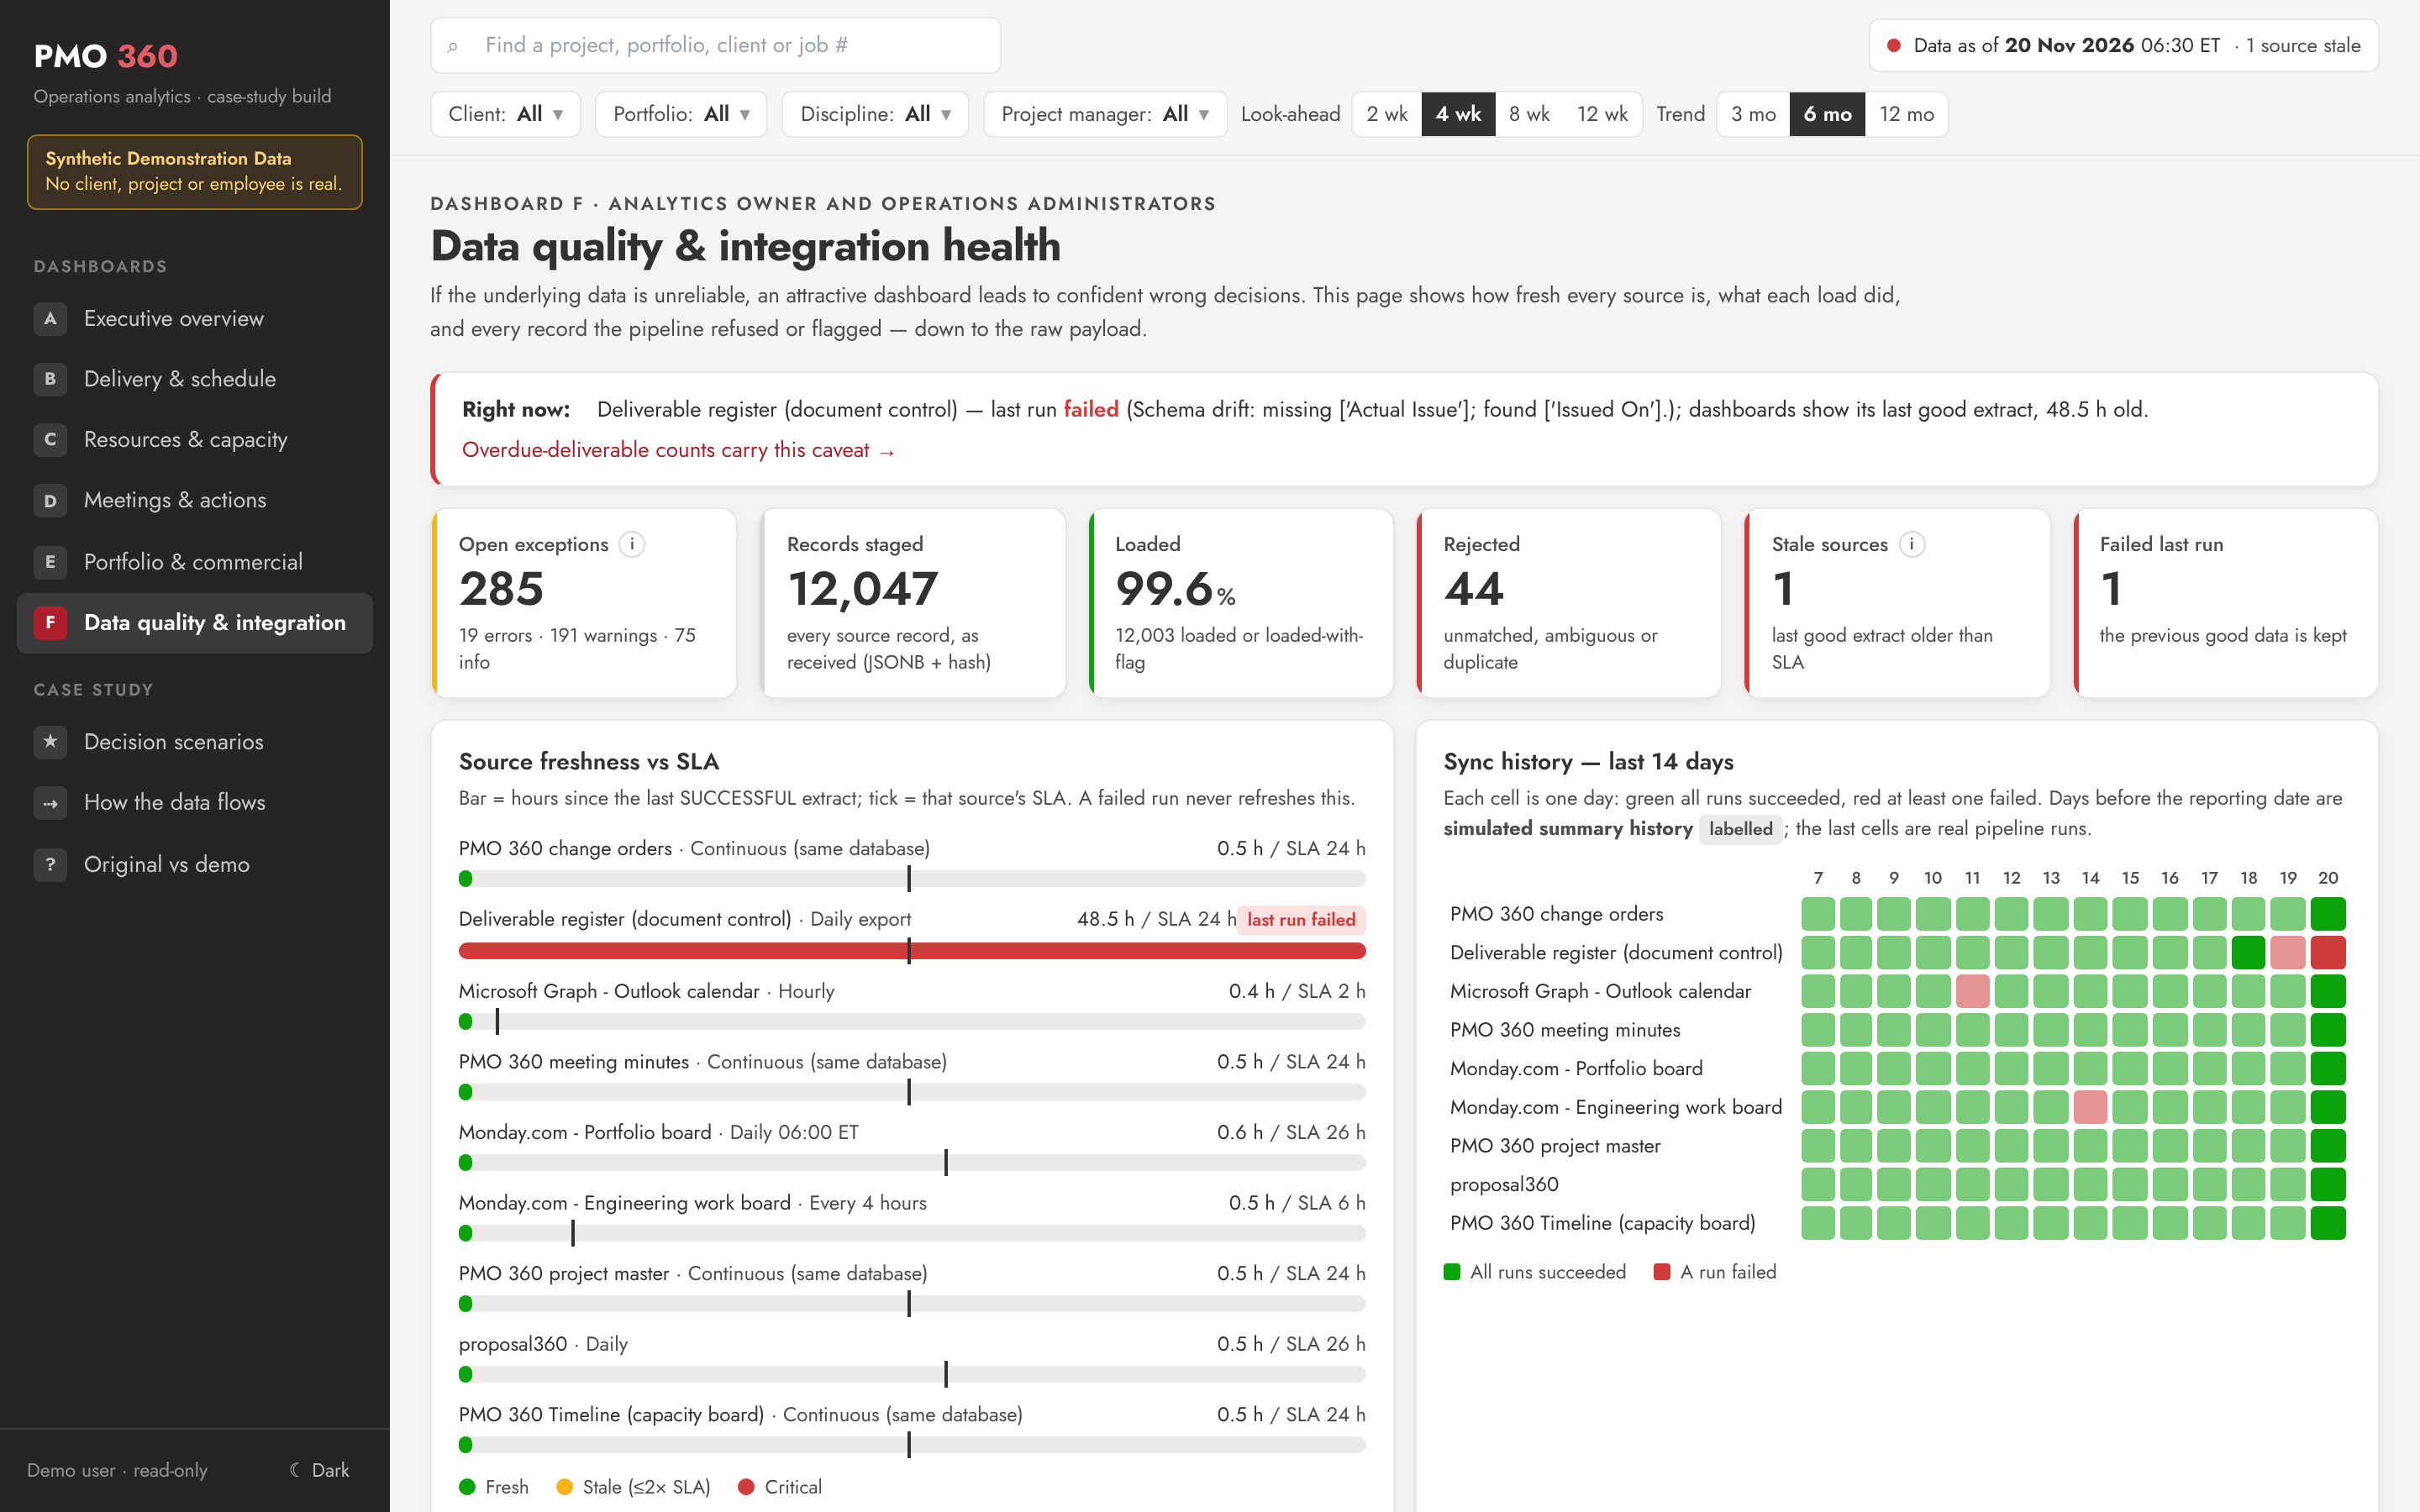 PMO 360
Operations analytics · case-study build
Synthetic Demonstration Data
No client, project or employee is real.
DASHBOARDS
A Executive overview
B Delivery & schedule
C Resources & capacity
D Meetings & actions
E Portfolio & commercial
F Data quality & integration
CASE STUDY
★ Decision scenarios
⇢ How the data flows
? Original vs demo
Demo user · read-only ☾ Dark
⌕ Find a project, portfolio, client or job #
Data as of 20 Nov 2026 06:30 ET · 1 source stale
Client: All ▾ Portfolio: All ▾ Discipline: All ▾ Project manager: All ▾ Look-ahead 2 wk 4 wk 8 wk 12 wk Trend 3 mo 6 mo 12 mo
DASHBOARD F · ANALYTICS OWNER AND OPERATIONS ADMINISTRATORS
Data quality & integration health
If the underlying data is unreliable, an attractive dashboard leads to confident wrong decisions. This page shows how fresh every source is, what each load did,
and every record the pipeline refused or flagged — down to the raw payload.
Right now: Deliverable register (document control) — last run failed (Schema drift: missing ['Actual Issue']; found ['Issued On'].); dashboards show its last good extract, 48.5 h old.
Overdue-deliverable counts carry this caveat →
Open exceptions i
285
19 errors · 191 warnings · 75
info
Records staged
12,047
every source record, as
received (JSONB + hash)
Loaded
99.6%
12,003 loaded or loaded-with-
flag
Rejected
44
unmatched, ambiguous or
duplicate
Stale sources i
1
last good extract older than
SLA
Failed last run
1
the previous good data is kept
Source freshness vs SLA
Bar = hours since the last SUCCESSFUL extract; tick = that source's SLA. A failed run never refreshes this.
PMO 360 change orders · Continuous (same database) 0.5 h / SLA 24 h
Deliverable register (document control) · Daily export 48.5 h / SLA 24 h last run failed
Microsoft Graph - Outlook calendar · Hourly 0.4 h / SLA 2 h
PMO 360 meeting minutes · Continuous (same database) 0.5 h / SLA 24 h
Monday.com - Portfolio board · Daily 06:00 ET 0.6 h / SLA 26 h
Monday.com - Engineering work board · Every 4 hours 0.5 h / SLA 6 h
PMO 360 project master · Continuous (same database) 0.5 h / SLA 24 h
proposal360 · Daily 0.5 h / SLA 26 h
PMO 360 Timeline (capacity board) · Continuous (same database) 0.5 h / SLA 24 h
Fresh Stale (≤2× SLA) Critical
Sync history — last 14 days
Each cell is one day: green all runs succeeded, red at least one failed. Days before the reporting date are
simulated summary history labelled ; the last cells are real pipeline runs.
7 8 9 10 11 12 13 14 15 16 17 18 19 20
PMO 360 change orders
Deliverable register (document control)
Microsoft Graph - Outlook calendar
PMO 360 meeting minutes
Monday.com - Portfolio board
Monday.com - Engineering work board
PMO 360 project master
proposal360
PMO 360 Timeline (capacity board)
All runs succeeded A run failed